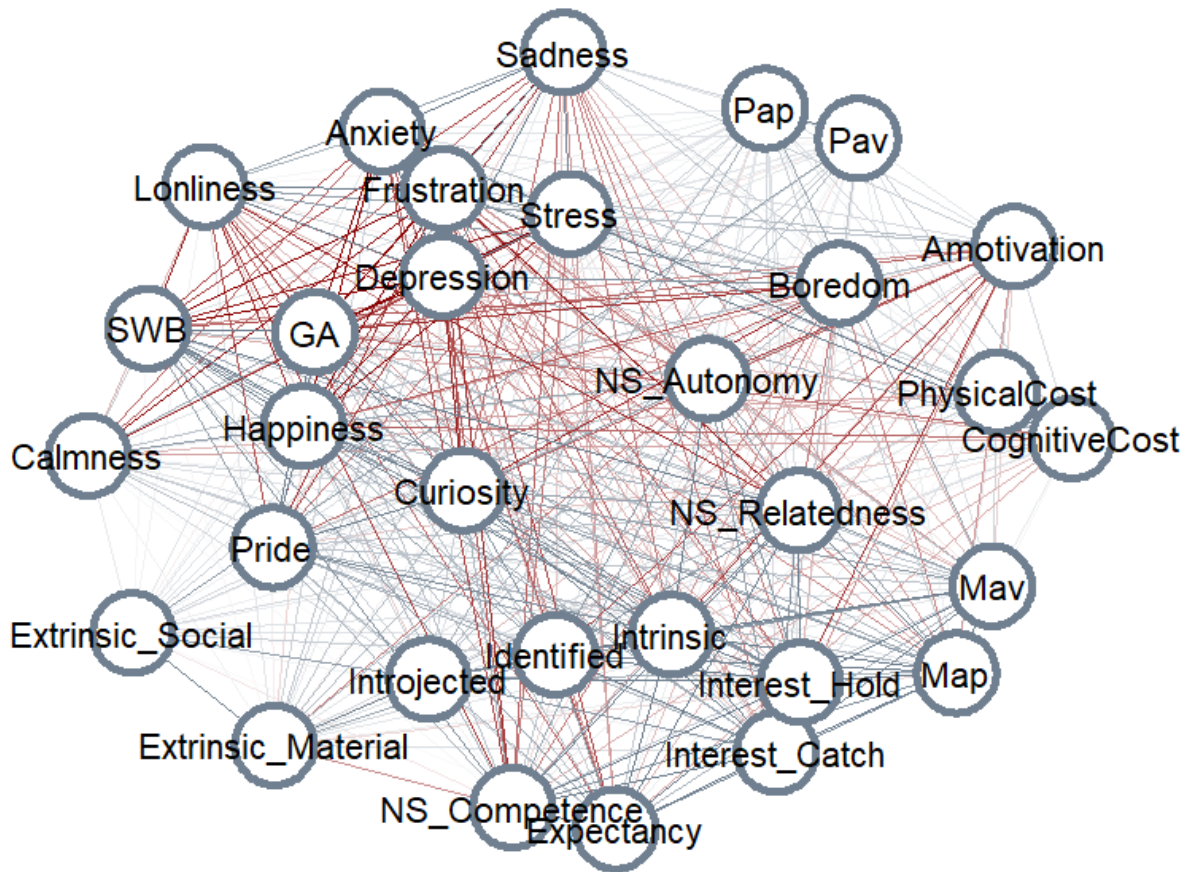 Sadness
Pap
Pav
Anxiety
Lonliness
Frustration
Stress
Amotivation
Depression
Boredom
SWB
GA
NS_Autonomy
PhysicalCost
Happiness
CognitiveCost
Calmness
Curiosity
NS_Relatedness
Pride
Mav
Extrinsic_Social
Intrinsic
Identified
Introjected
Interest_Hold
Map
Extrinsic_Material
Interest_Catch
NS_Competence
Expectancy